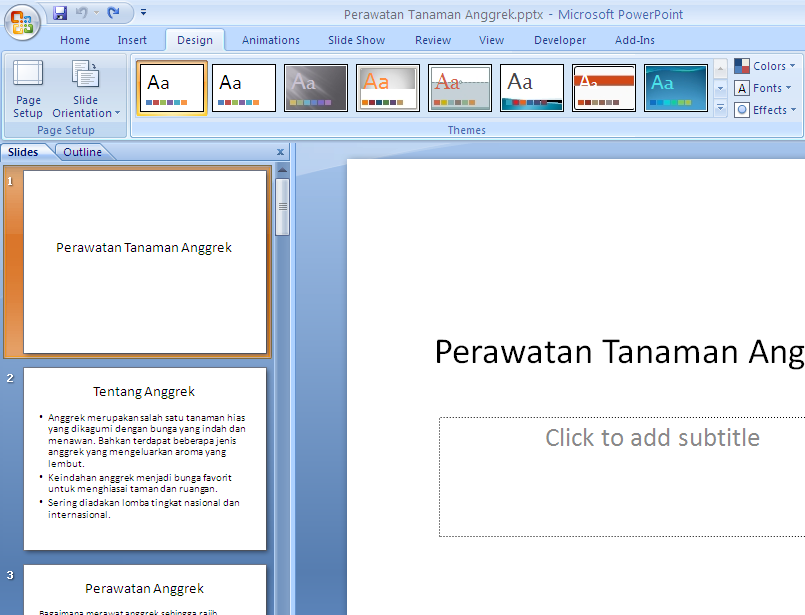 Perawatan Tanaman Anggrek.pptx - Microsoft PowerPoint
Home Insert Design Animations Slide Show Review View Developer Add-Ins
Page Setup
Slide Orientation
Page Setup
Aa Aa Aa Aa Aa Aa Aa Aa
Themes
Colors
A Fonts
Effects
Slides Outline x
1
Perawatan Tanaman Anggrek
2
Tentang Anggrek
• Anggrek merupakan salah satu tanaman hias
yang dikagumi dengan bunga yang indah dan
menawan. Bahkan terdapat beberapa jenis
anggrek yang mengeluarkan aroma yang
lembut.
• Keindahan anggrek menjadi bunga favorit
untuk menghiasai taman dan ruangan.
• Sering diadakan lomba tingkat nasional dan
internasional.
3
Perawatan Anggrek
Bagaimana merawat anggrek sehingga rajih
Perawatan Tanaman Ang
Click to add subtitle